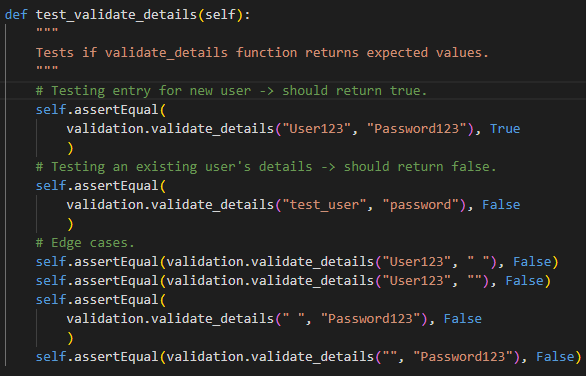 def test_validate_details(self):
    """
    Tests if validate_details function returns expected values.
    """
    # Testing entry for new user -> should return true.
    self.assertEqual(
        validation.validate_details("User123", "Password123"), True
        )
    # Testing an existing user's details -> should return false.
    self.assertEqual(
        validation.validate_details("test_user", "password"), False
        )
    # Edge cases.
    self.assertEqual(validation.validate_details("User123", " "), False)
    self.assertEqual(validation.validate_details("User123", ""), False)
    self.assertEqual(
        validation.validate_details(" ", "Password123"), False
        )
    self.assertEqual(validation.validate_details("", "Password123"), False)